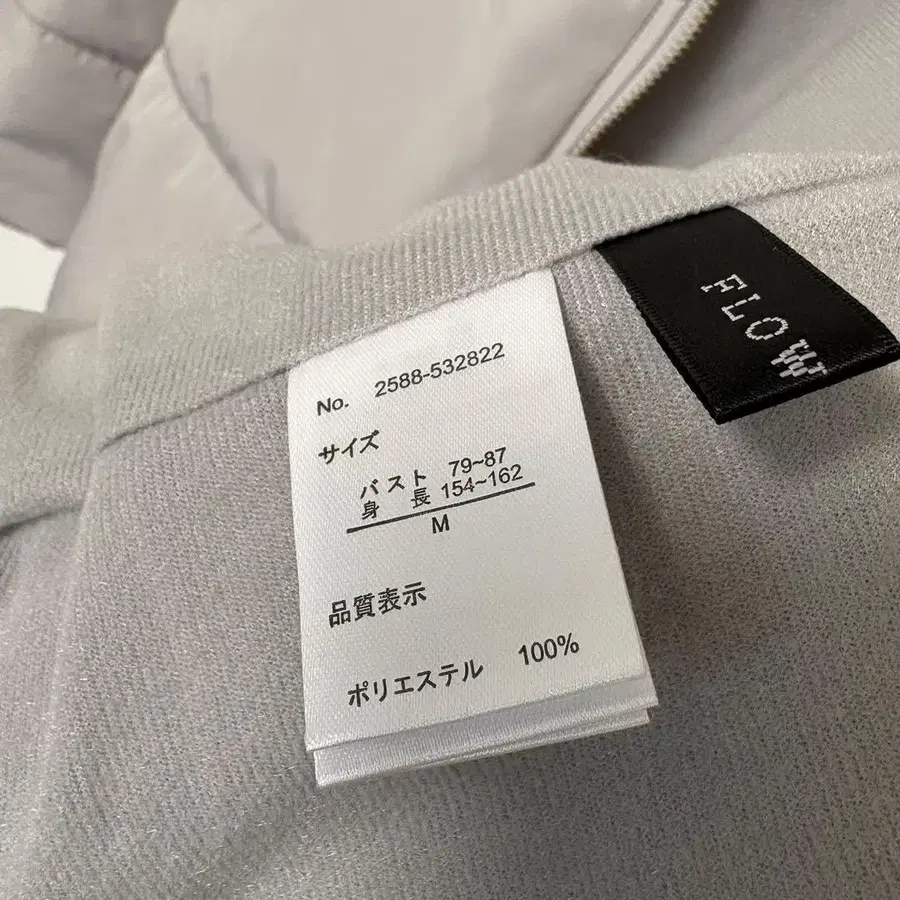 No. 2588-532822
サイズ
バスト 79~87
身長 154~162
M
品質表示
ポリエステル 100%
FLOW